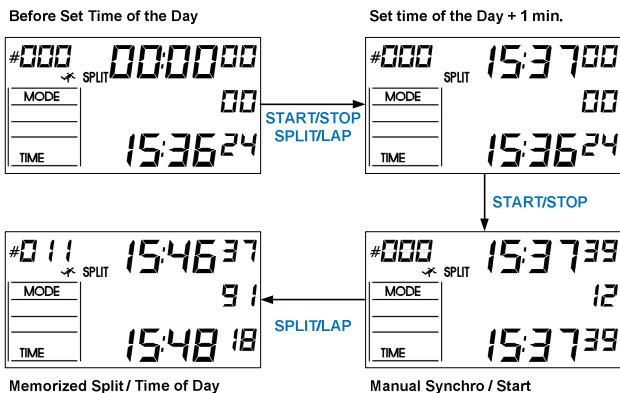 Before Set Time of the Day
#000 SPLIT 00:00 00
MODE 00
TIME 15:36 24
START/STOP
SPLIT/LAP
Set time of the Day + 1 min.
#000 SPLIT 15:37 00
MODE 00
TIME 15:36 24
START/STOP
#000 SPLIT 15:37 39
MODE 12
TIME 15:37 39
Manual Synchro / Start
SPLIT/LAP
#011 SPLIT 15:46 37
MODE 91
TIME 15:48 18
Memorized Split / Time of Day